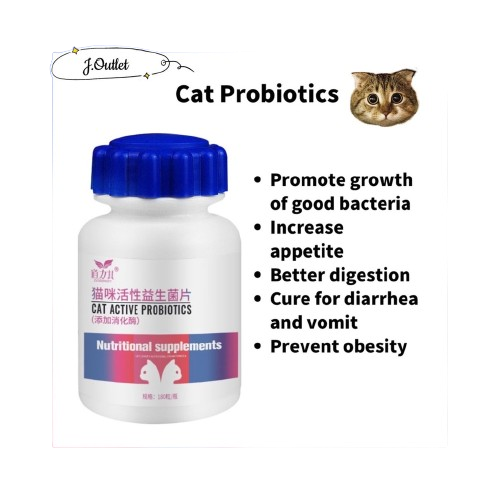 J.Outlet
Cat Probiotics
猫咪活性益生菌片
CAT ACTIVE PROBIOTICS
(添加消化酶)
Nutritional supplements
• Promote growth
of good bacteria
• Increase
appetite
• Better digestion
• Cure for diarrhea
and vomit
• Prevent obesity